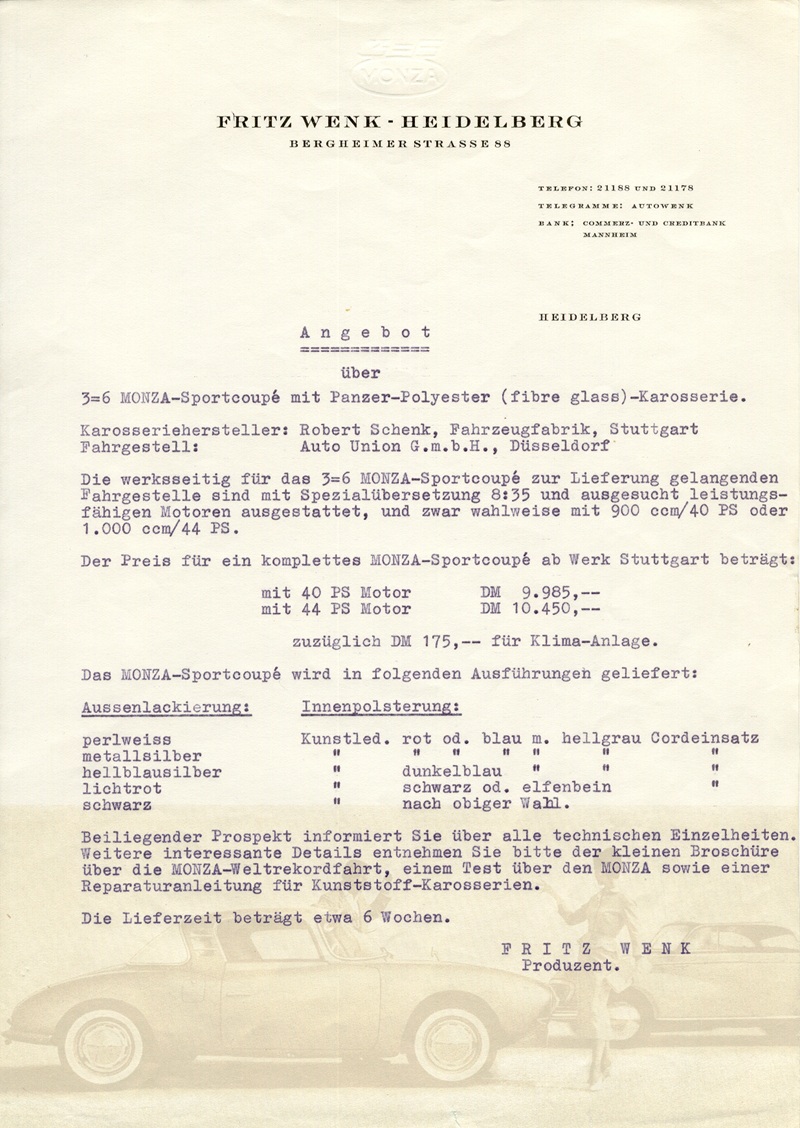 MONZA
FRITZ WENK - HEIDELBERG
BERGHEIMER STRASSE 88
TELEFON: 21188 UND 21178
TELEGRAMME: AUTOWENK
BANK: COMMERZ- UND CREDITBANK
MANNHEIM
HEIDELBERG
A n g e b o t
=============
über
3=6 MONZA-Sportcoupé mit Panzer-Polyester (fibre glass)-Karosserie.
Karosseriehersteller: Robert Schenk, Fahrzeugfabrik, Stuttgart
Fahrgestell: Auto Union G.m.b.H., Düsseldorf
Die werksseitig für das 3=6 MONZA-Sportcoupé zur Lieferung gelangenden
Fahrgestelle sind mit Spezialübersetzung 8:35 und ausgesucht leistungs-
fähigen Motoren ausgestattet, und zwar wahlweise mit 900 ccm/40 PS oder
1.000 ccm/44 PS.
Der Preis für ein komplettes MONZA-Sportcoupé ab Werk Stuttgart beträgt:
mit 40 PS Motor DM 9.985,--
mit 44 PS Motor DM 10.450,--
zuzüglich DM 175,-- für Klima-Anlage.
Das MONZA-Sportcoupé wird in folgenden Ausführungen geliefert:
Aussenlackierung: Innenpolsterung:
perlweiss Kunstled. rot od. blau m. hellgrau Cordeinsatz
metallsilber " " " " " " "
hellblausilber " dunkelblau " " "
lichtrot " schwarz od. elfenbein "
schwarz " nach obiger Wahl.
Beiliegender Prospekt informiert Sie über alle technischen Einzelheiten.
Weitere interessante Details entnehmen Sie bitte der kleinen Broschüre
über die MONZA-Weltrekordfahrt, einem Test über den MONZA sowie einer
Reparaturanleitung für Kunststoff-Karosserien.
Die Lieferzeit beträgt etwa 6 Wochen.
F R I T Z W E N K
Produzent.